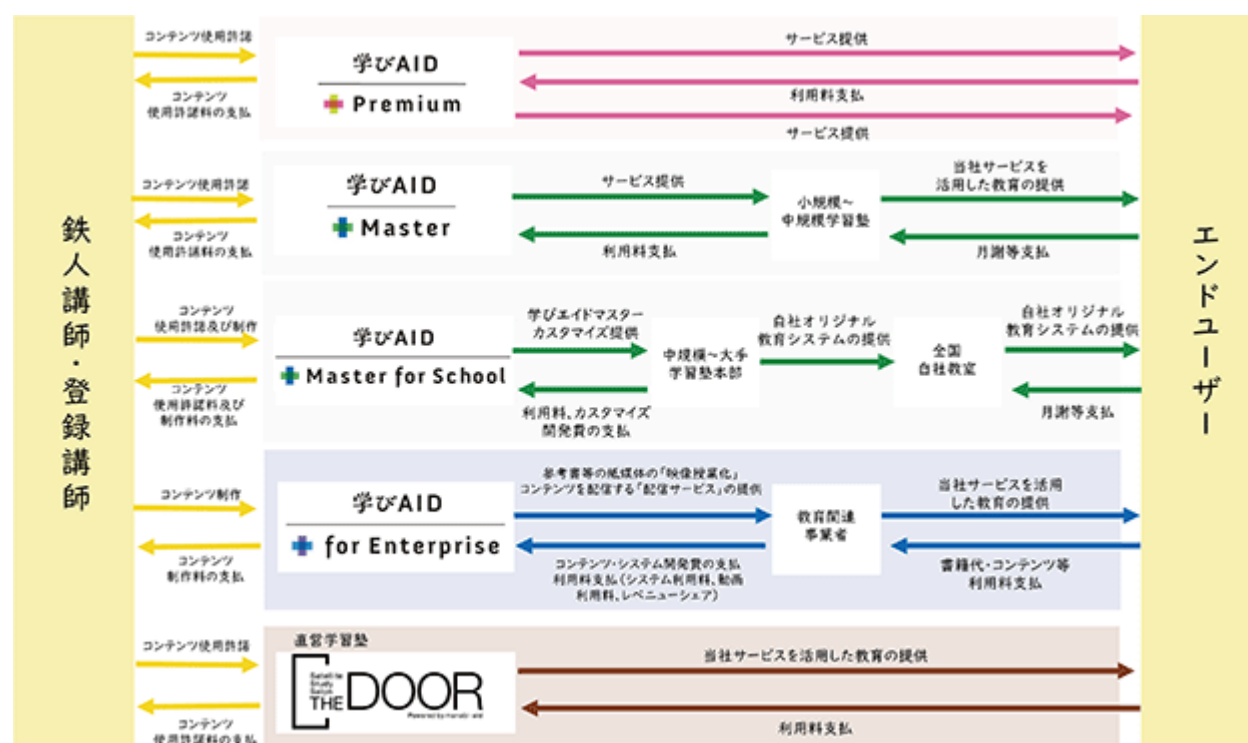 鉄人講師・登録講師
コンテンツ使用許諾
コンテンツ
使用許諾料の支払
学びAID
Premium
サービス提供
利用料支払
サービス提供
コンテンツ使用許諾
コンテンツ
使用許諾料の支払
学びAID
Master
サービス提供
利用料支払
小規模～
中規模学習塾
当社サービスを
活用した教育の提供
月謝等支払
コンテンツ
使用許諾及び制作
コンテンツ
使用許諾料及び
制作料の支払
学びAID
Master for School
学びエイドマスター
カスタマイズ提供
利用料、カスタマイズ
開発費の支払
中規模～大手
学習塾本部
自社オリジナル
教育システムの提供
全国
自社教室
自社オリジナル
教育システムの提供
月謝等支払
コンテンツ制作
コンテンツ
制作料の支払
学びAID
for Enterprise
参考書等の紙媒体の「映像授業化」
コンテンツを配信する「配信サービス」の提供
コンテンツ・システム開発費の支払
利用料支払(システム利用料、動画
利用料、レベニューシェア)
教育関連
事業者
当社サービスを活用
した教育の提供
書籍代・コンテンツ等
利用料支払
コンテンツ使用許諾
コンテンツ
使用許諾料の支払
直営学習塾
Satellite
Study
Salon
THE DOOR
Powered by manabi-aid
当社サービスを活用した教育の提供
利用料支払
エンドユーザー